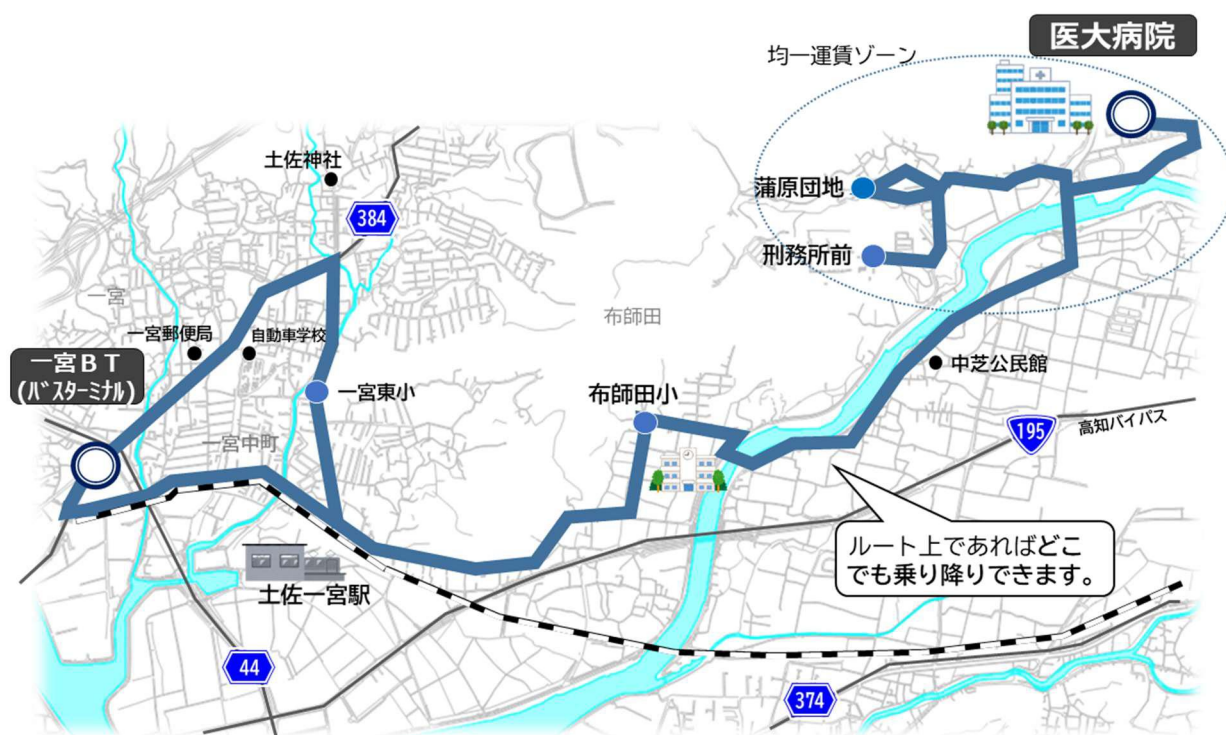 医大病院
均一運賃ゾーン
土佐神社
384
蒲原団地
刑務所前
一宮
布師田
一宮郵便局
自動車学校
一宮BT
(バスターミナル)
一宮東小
布師田小
中芝公民館
一宮中町
195
高知バイパス
ルート上であればどこ
でも乗り降りできます。
土佐一宮駅
44
374